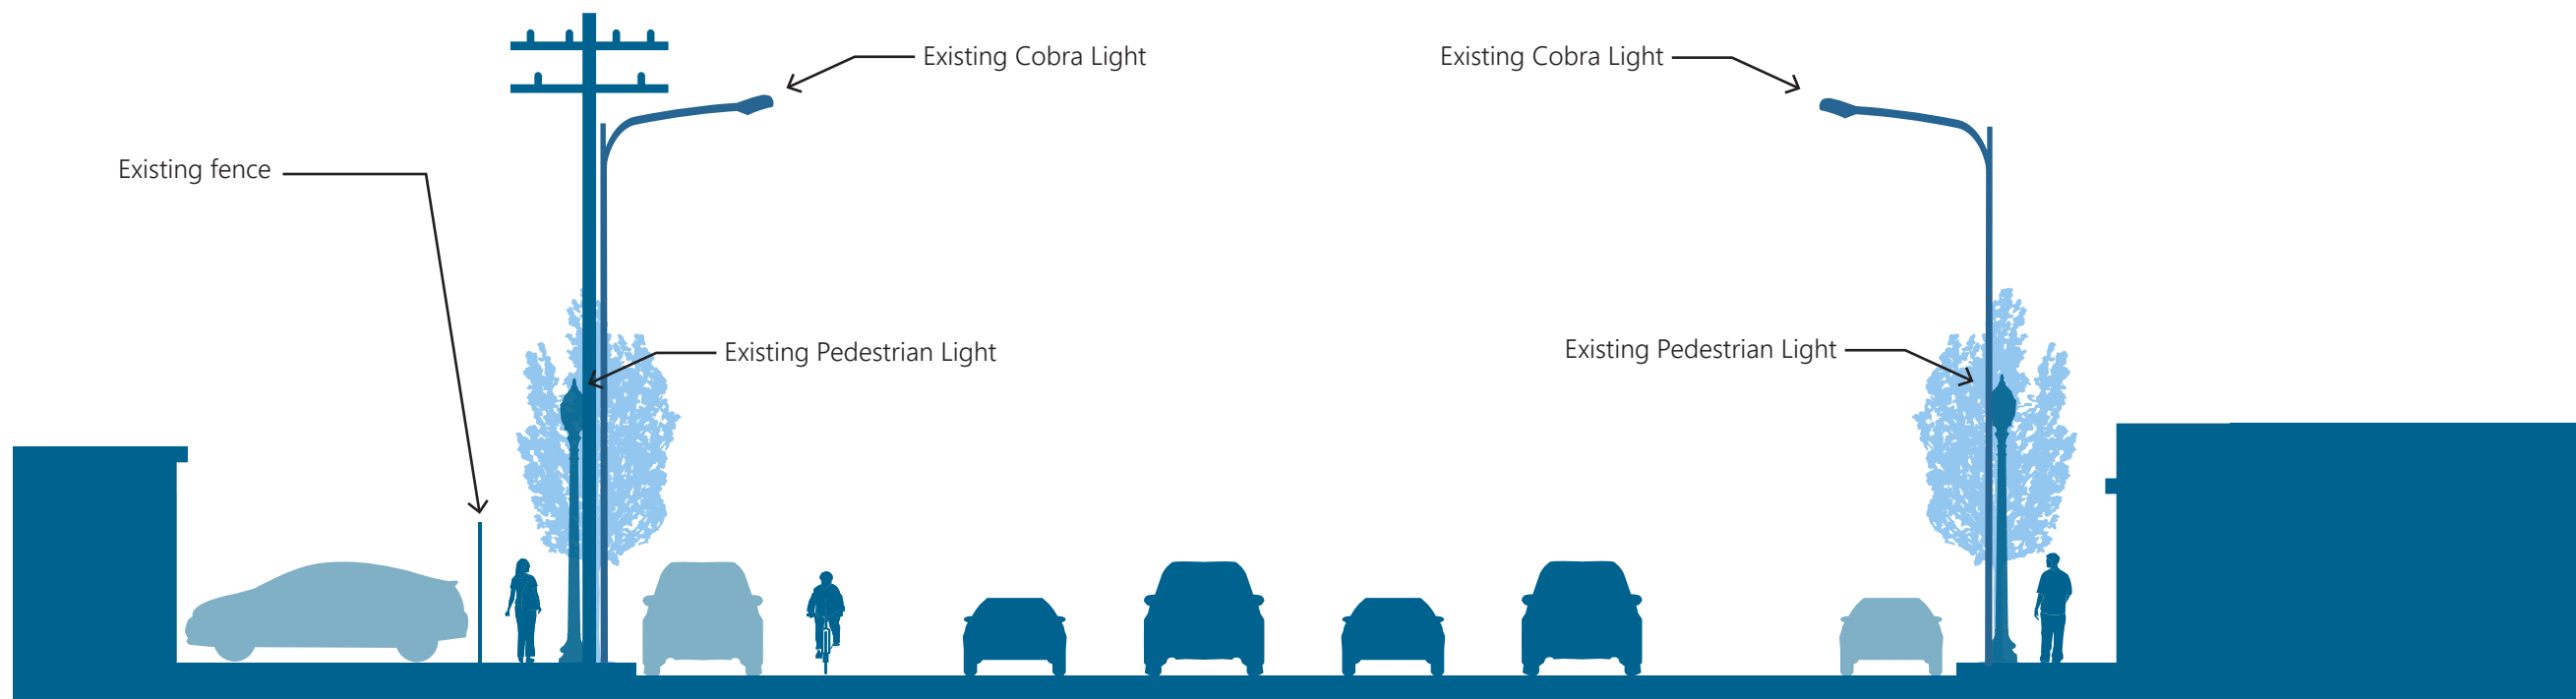 Existing Cobra Light
Existing Cobra Light
Existing fence
Existing Pedestrian Light
Existing Pedestrian Light